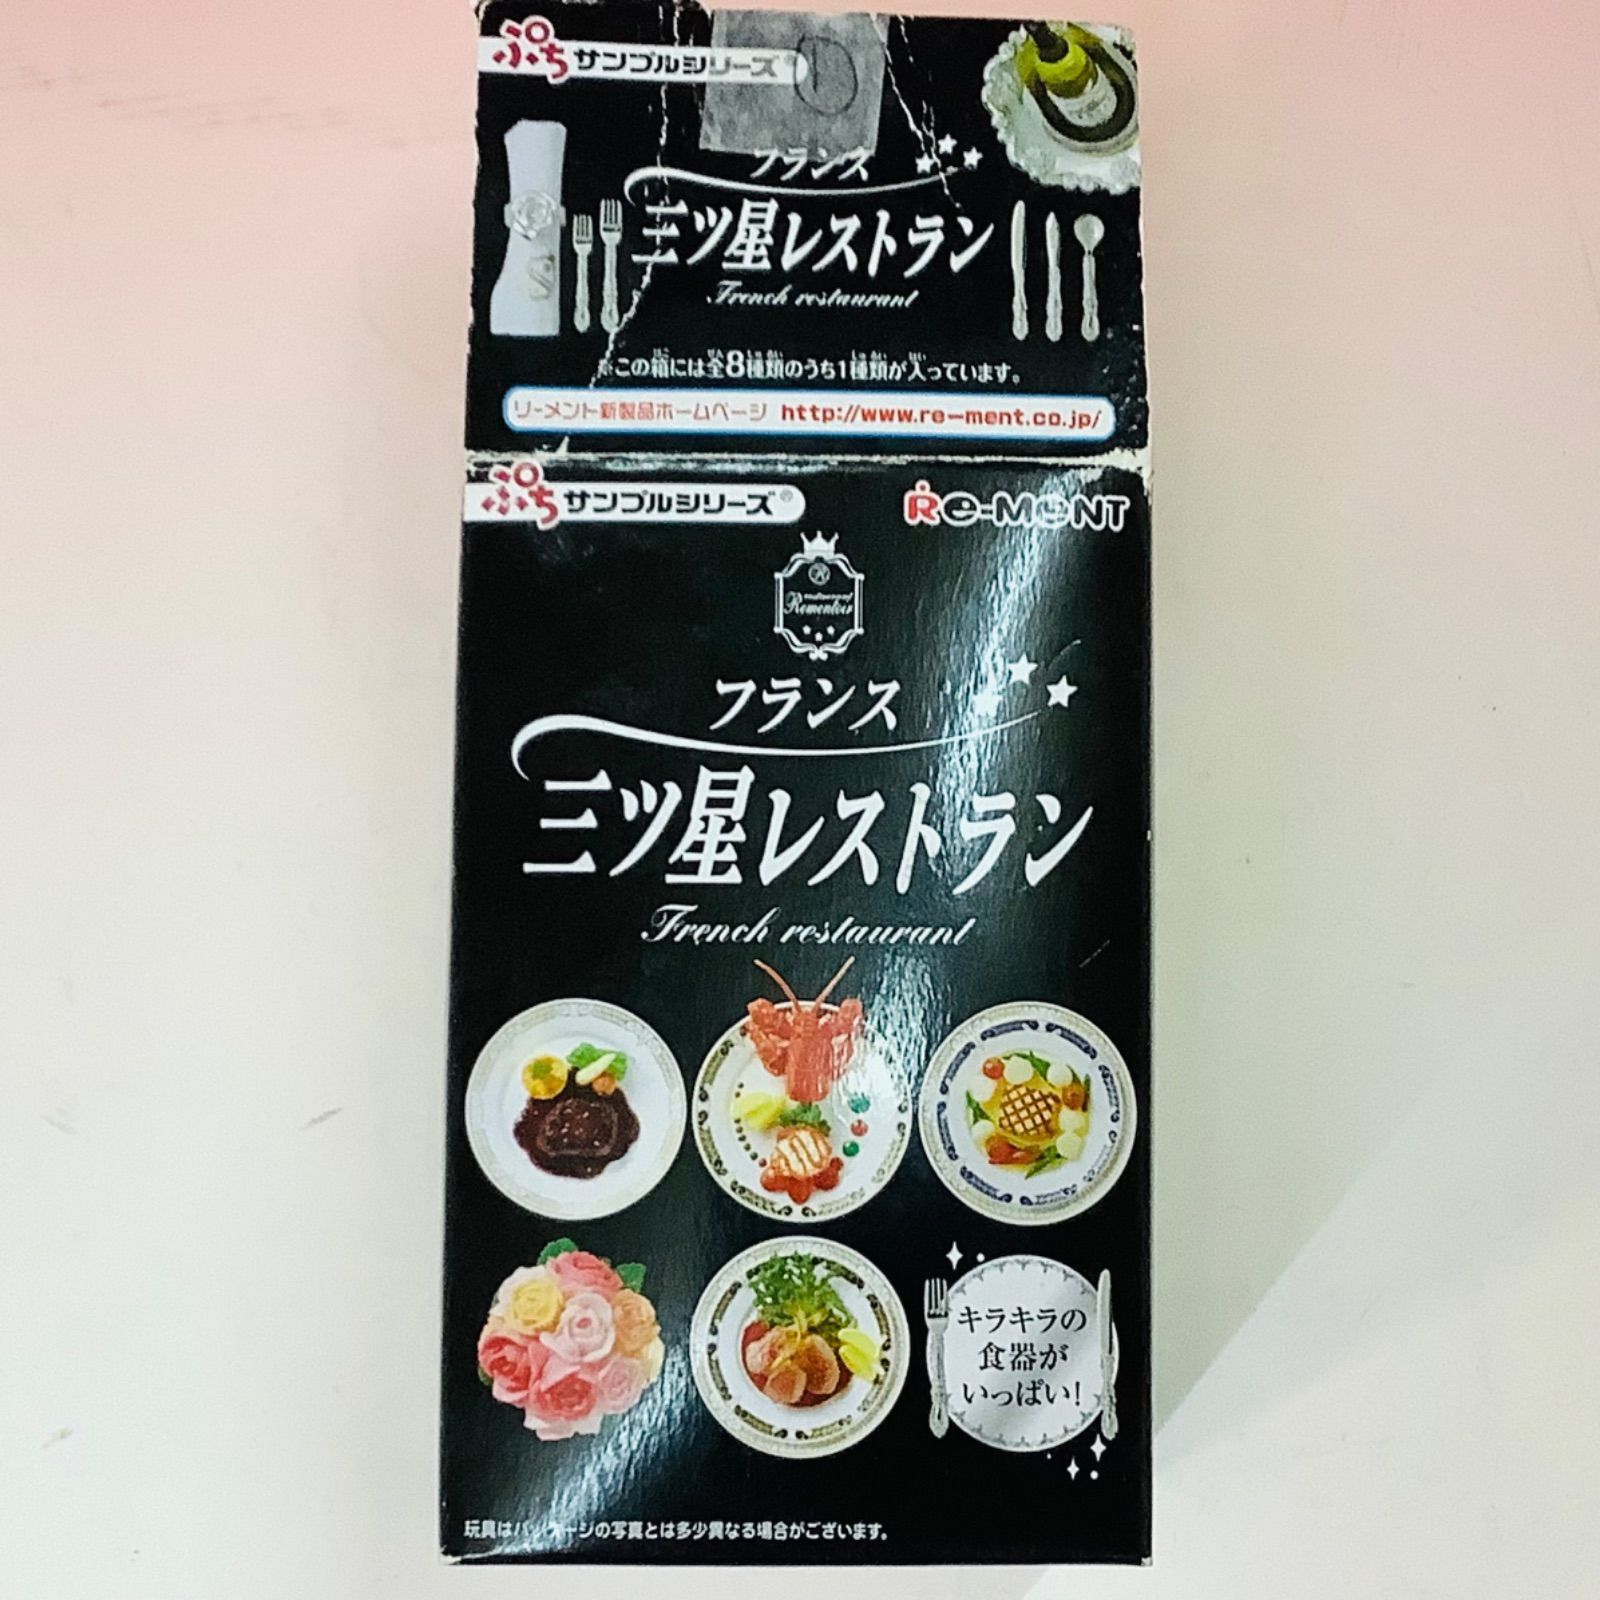 ぷちサンプルシリーズ
①
フランス
三ツ星レストラン
French restaurant
※この箱には全8種類のうち1種類が入っています。
リーメント新製品ホームページ http://www.re-ment.co.jp/
ぷちサンプルシリーズ® Re-MeNT
restaurant
Rementoir
フランス
三ツ星レストラン
French restaurant
キラキラの
食器が
いっぱい!
玩具はパッケージの写真とは多少異なる場合がございます。